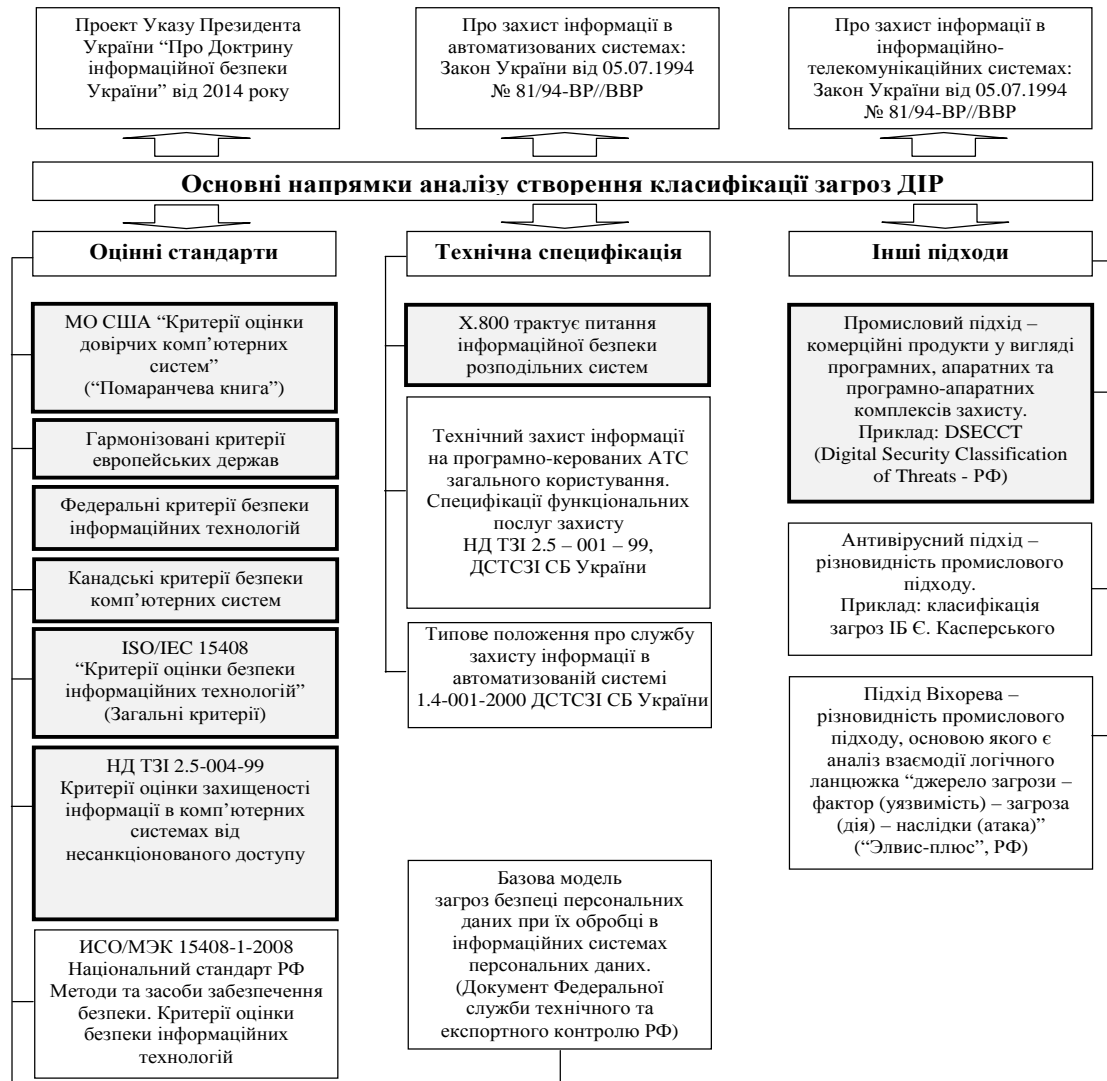 Проект Указу Президента
України “Про Доктрину
інформаційної безпеки
України” від 2014 року
Про захист інформації в
автоматизованих системах:
Закон України від 05.07.1994
№ 81/94-ВР//ВВР
Про захист інформації в
інформаційно-
телекомунікаційних системах:
Закон України від 05.07.1994
№ 81/94-ВР//ВВР
Основні напрямки аналізу створення класифікації загроз ДІР
Оцінні стандарти
МО США “Критерії оцінки
довірчих комп’ютерних
систем”
(“Помаранчева книга”)
Гармонізовані критерії
европейських держав
Федеральні критерії безпеки
інформаційних технологій
Канадські критерії безпеки
комп’ютерних систем
ISO/IEC 15408
“Критерії оцінки безпеки
інформаційних технологій”
(Загальні критерії)
НД ТЗІ 2.5-004-99
Критерії оцінки захищеності
інформації в комп’ютерних
системах від
несанкціонованого доступу
ИСО/МЭК 15408-1-2008
Національний стандарт РФ
Методи та засоби забезпечення
безпеки. Критерії оцінки
безпеки інформаційних
технологій
Технічна специфікація
X.800 трактує питання
інформаційної безпеки
розподільних систем
Технічний захист інформації
на програмно-керованих АТС
загального користування.
Специфікації функціональних
послуг захисту
НД ТЗІ 2.5 – 001 – 99,
ДСТСЗІ СБ України
Типове положення про службу
захисту інформації в
автоматизованій системі
1.4-001-2000 ДСТСЗІ СБ України
Базова модель
загроз безпеці персональних
даних при їх обробці в
інформаційних системах
персональних даних.
(Документ Федеральної
служби технічного та
експортного контролю РФ)
Інші підходи
Промисловий підхід –
комерційні продукти у вигляді
програмних, апаратних та
програмно-апаратних
комплексів захисту.
Приклад: DSECCT
(Digital Security Classification
of Threats - РФ)
Антивірусний підхід –
різновидність промислового
підходу.
Приклад: класифікація
загроз ІБ Є. Касперського
Підхід Віхорева –
різновидність промислового
підходу, основою якого є
аналіз взаємодії логічного
ланцюжка “джерело загрози –
фактор (уязвимість) – загроза
(дія) – наслідки (атака)”
(“Элвис-плюс”, РФ)